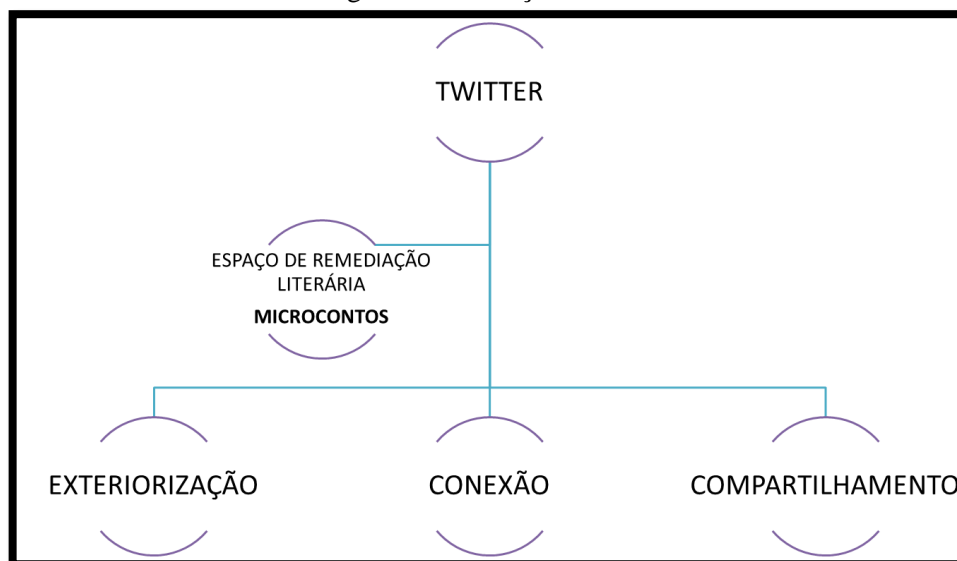 TWITTER
ESPAÇO DE REMEDIAÇÃO
LITERÁRIA
MICROCONTOS
EXTERIORIZAÇÃO
CONEXÃO
COMPARTILHAMENTO